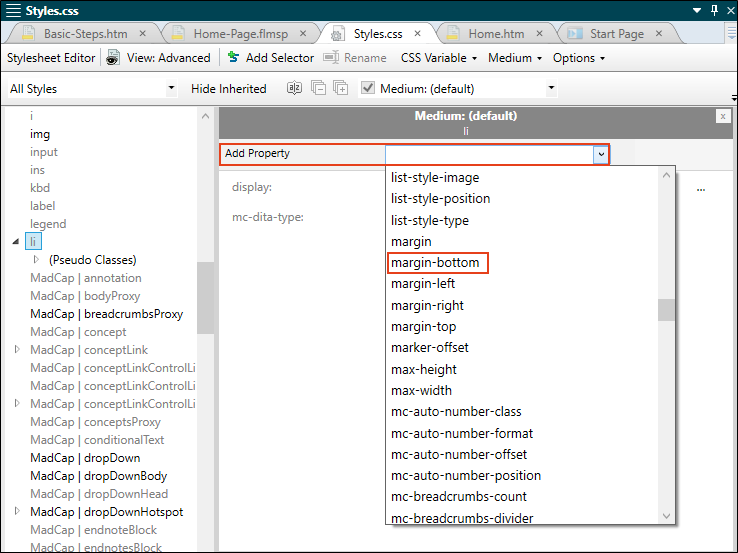 Styles.css
Basic-Steps.htm Home-Page.flmsp Styles.css Home.htm Start Page
Stylesheet Editor View: Advanced Add Selector Rename CSS Variable Medium Options
All Styles Hide Inherited Medium: (default)
i
img
input
ins
kbd
label
legend
li
(Pseudo Classes)
MadCap | annotation
MadCap | bodyProxy
MadCap | breadcrumbsProxy
MadCap | concept
MadCap | conceptLink
MadCap | conceptLinkControlLi
MadCap | conceptLinkControlLi
MadCap | conceptLinkControlLi
MadCap | conceptsProxy
MadCap | conditionalText
MadCap | dropDown
MadCap | dropDownBody
MadCap | dropDownHead
MadCap | dropDownHotspot
MadCap | endnoteBlock
MadCap | endnotesBlock
Medium: (default)
li
Add Property
display: ...
mc-dita-type:
list-style-image
list-style-position
list-style-type
margin
margin-bottom
margin-left
margin-right
margin-top
marker-offset
max-height
max-width
mc-auto-number-class
mc-auto-number-format
mc-auto-number-offset
mc-auto-number-position
mc-breadcrumbs-count
mc-breadcrumbs-divider